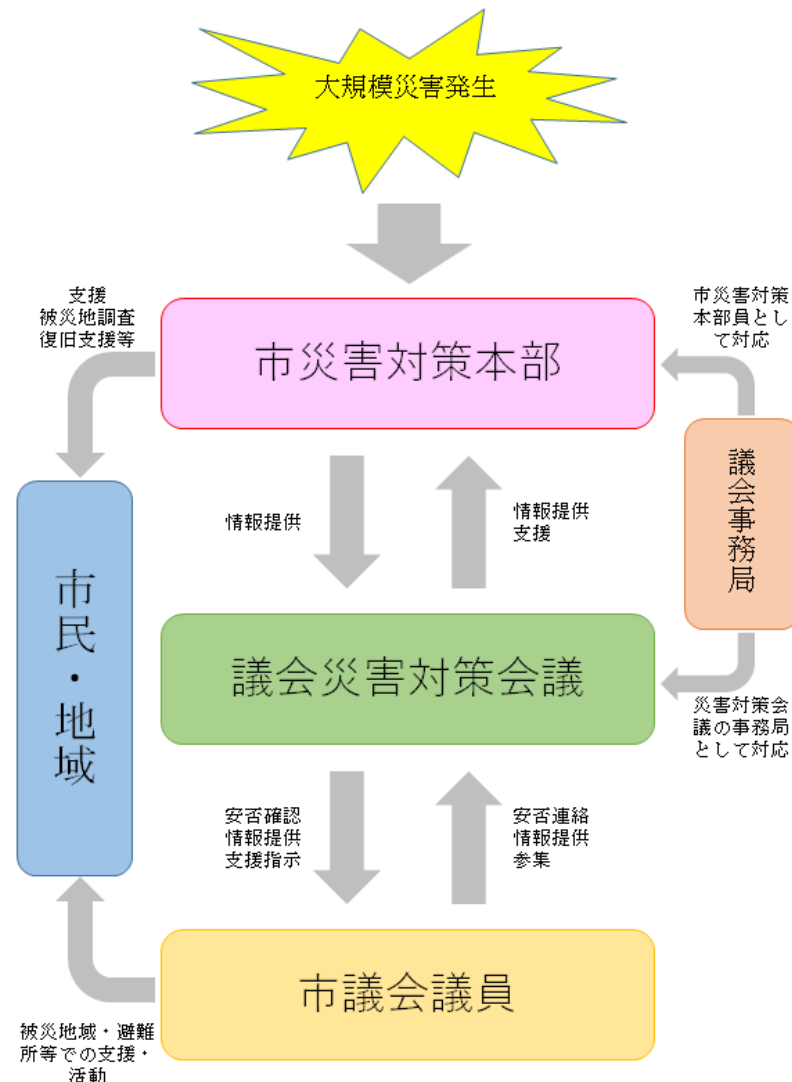 大規模災害発生
支援
被災地調査
復旧支援等
市災害対策
本部員とし
て対応
市災害対策本部
議会事務局
情報提供
情報提供
支援
市民・地域
議会災害対策会議
災害対策会
議の事務局
として対応
安否確認
情報提供
支援指示
安否連絡
情報提供
参集
市議会議員
被災地域・避難
所等での支援・
活動